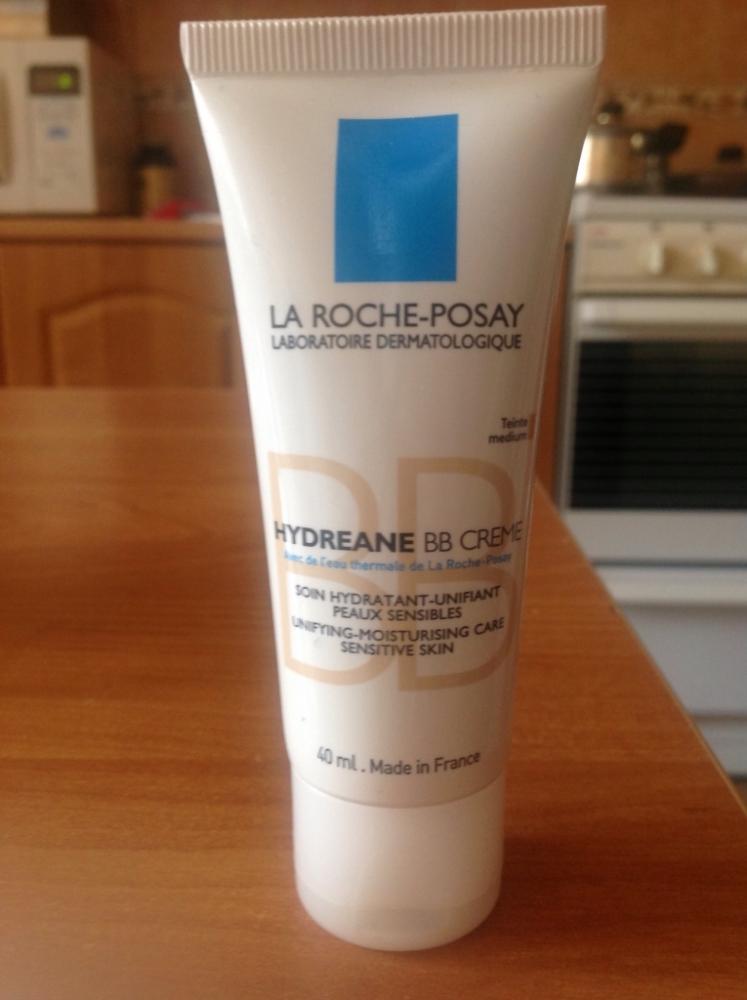 LA ROCHE-POSAY
LABORATOIRE DERMATOLOGIQUE
Teinte
medium
BB
HYDREANE BB CREME
Avec de l'eau thermale de La Roche-Posay
SOIN HYDRATANT-UNIFIANT
PEAUX SENSIBLES
UNIFYING-MOISTURISING CARE
SENSITIVE SKIN
40 ml . Made in France